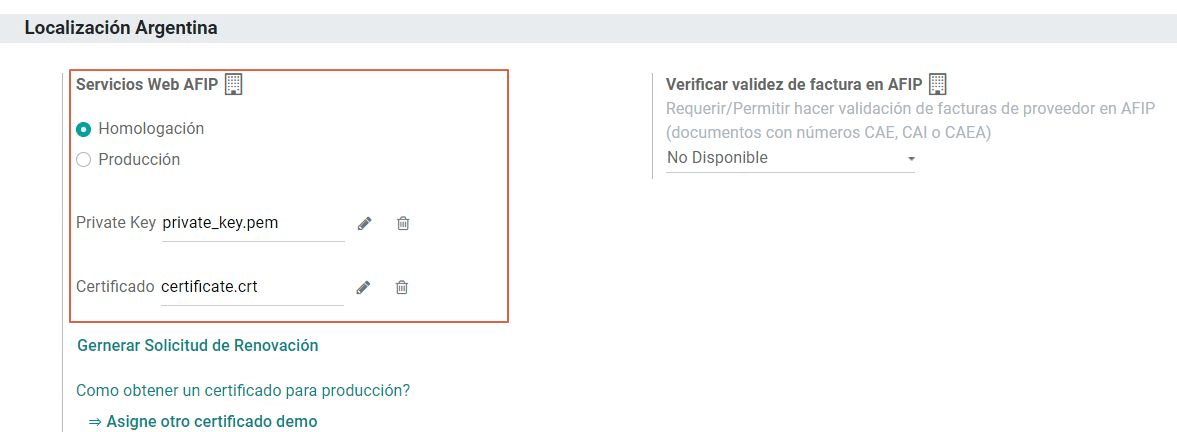 Localización Argentina
Servicios Web AFIP
Homologación
Producción
Private Key private_key.pem
Certificado certificate.crt
Gernerar Solicitud de Renovación
Como obtener un certificado para producción?
⇒ Asigne otro certificado demo
Verificar validez de factura en AFIP
Requerir/Permitir hacer validación de facturas de proveedor en AFIP
(documentos con números CAE, CAI o CAEA)
No Disponible